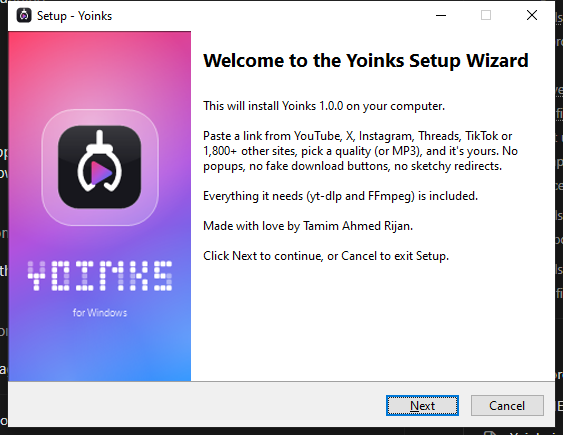 Setup - Yoinks
Welcome to the Yoinks Setup Wizard
This will install Yoinks 1.0.0 on your computer.
Paste a link from YouTube, X, Instagram, Threads, TikTok or
1,800+ other sites, pick a quality (or MP3), and it's yours. No
popups, no fake download buttons, no sketchy redirects.
Everything it needs (yt-dlp and FFmpeg) is included.
Made with love by Tamim Ahmed Rijan.
Click Next to continue, or Cancel to exit Setup.
YOINKS
for Windows
Next
Cancel